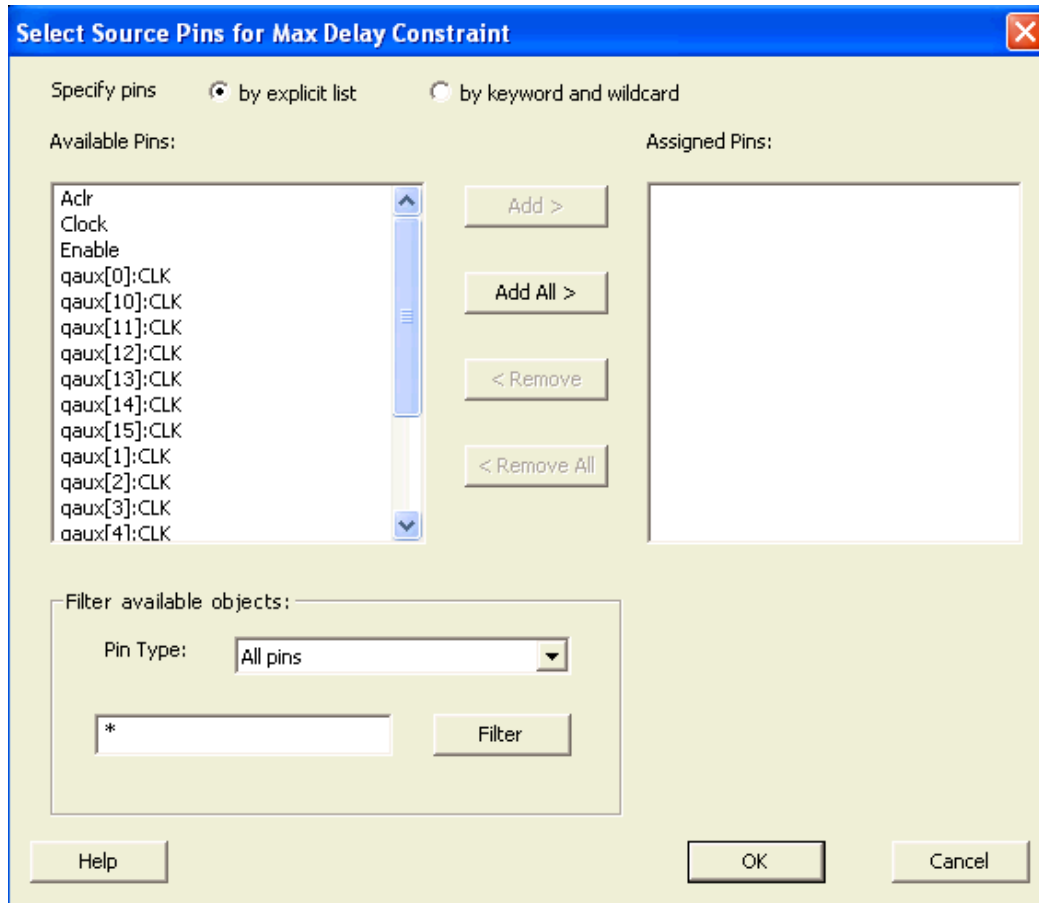 Select Source Pins for Max Delay Constraint
Specify pins by explicit list by keyword and wildcard
Available Pins: Assigned Pins:
Aclr
Clock
Enable
qaux[0]:CLK
qaux[10]:CLK
qaux[11]:CLK
qaux[12]:CLK
qaux[13]:CLK
qaux[14]:CLK
qaux[15]:CLK
qaux[1]:CLK
qaux[2]:CLK
qaux[3]:CLK
qaux[4]:CLK
Add >
Add All >
< Remove
< Remove All
Filter available objects:
Pin Type: All pins
* Filter
Help OK Cancel